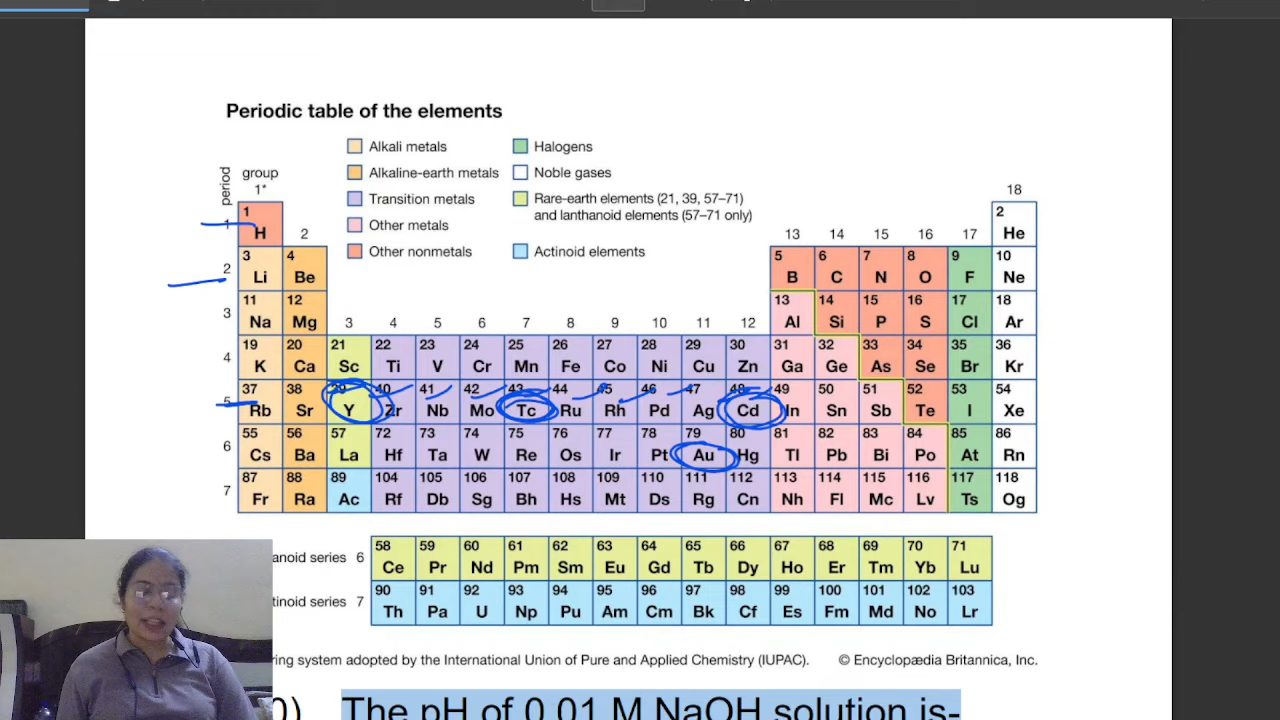 Periodic table of the elements
Alkali metals
Alkaline-earth metals
Transition metals
Other metals
Other nonmetals
Halogens
Noble gases
Rare-earth elements (21, 39, 57–71)
and lanthanoid elements (57–71 only)
Actinoid elements
period
group
1* 18
1 H 2 He
2 13 14 15 16 17
2 3 Li 4 Be 5 B 6 C 7 N 8 O 9 F 10 Ne
3 11 Na 12 Mg 13 Al 14 Si 15 P 16 S 17 Cl 18 Ar
3 4 5 6 7 8 9 10 11 12
4 19 K 20 Ca 21 Sc 22 Ti 23 V 24 Cr 25 Mn 26 Fe 27 Co 28 Ni 29 Cu 30 Zn 31 Ga 32 Ge 33 As 34 Se 35 Br 36 Kr
5 37 Rb 38 Sr 39 Y 40 Zr 41 Nb 42 Mo 43 Tc 44 Ru 45 Rh 46 Pd 47 Ag 48 Cd 49 In 50 Sn 51 Sb 52 Te 53 I 54 Xe
6 55 Cs 56 Ba 57 La 72 Hf 73 Ta 74 W 75 Re 76 Os 77 Ir 78 Pt 79 Au 80 Hg 81 Tl 82 Pb 83 Bi 84 Po 85 At 86 Rn
7 87 Fr 88 Ra 89 Ac 104 Rf 105 Db 106 Sg 107 Bh 108 Hs 109 Mt 110 Ds 111 Rg 112 Cn 113 Nh 114 Fl 115 Mc 116 Lv 117 Ts 118 Og
anoid series 6 58 Ce 59 Pr 60 Nd 61 Pm 62 Sm 63 Eu 64 Gd 65 Tb 66 Dy 67 Ho 68 Er 69 Tm 70 Yb 71 Lu
tinoid series 7 90 Th 91 Pa 92 U 93 Np 94 Pu 95 Am 96 Cm 97 Bk 98 Cf 99 Es 100 Fm 101 Md 102 No 103 Lr
ring system adopted by the International Union of Pure and Applied Chemistry (IUPAC). © Encyclopædia Britannica, Inc.
0) The pH of 0.01 M NaOH solution is-